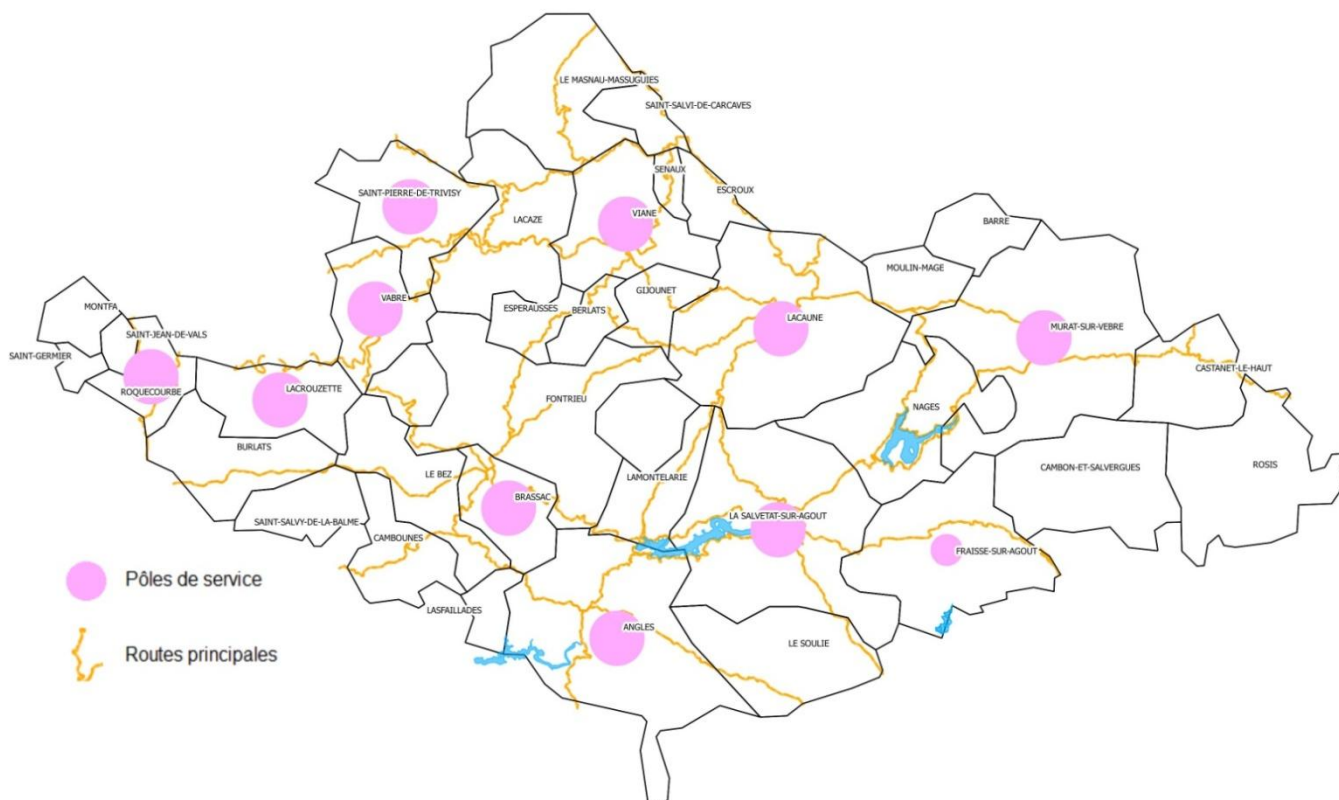 LE MASNAU-MASSUGUIES
SAINT-SALVI-DE-CARCAVES
SENAUX
SAINT-PIERRE-DE-TRIVISY
ESCROUX
VIANE
LACAZE
BARRE
MOULIN-MAGE
GIJOUNET
VABRE
ESPERAUSSES
BERLATS
MONTFA
LACAUNE
MURAT-SUR-VEBRE
SAINT-JEAN-DE-VALS
SAINT-GERMIER
CASTANET-LE-HAUT
LACROUZETTE
ROQUECOURBE
FONTRIEU
NAGES
BURLATS
ROSIS
CAMBON-ET-SALVERGUES
LE BEZ
LAMONTELARIE
BRASSAC
LA SALVETAT-SUR-AGOUT
SAINT-SALVY-DE-LA-BALME
CAMBOUNES
FRAISSE-SUR-AGOUT
Pôles de service
LASFAILLADES
ANGLES
LE SOULIE
Routes principales